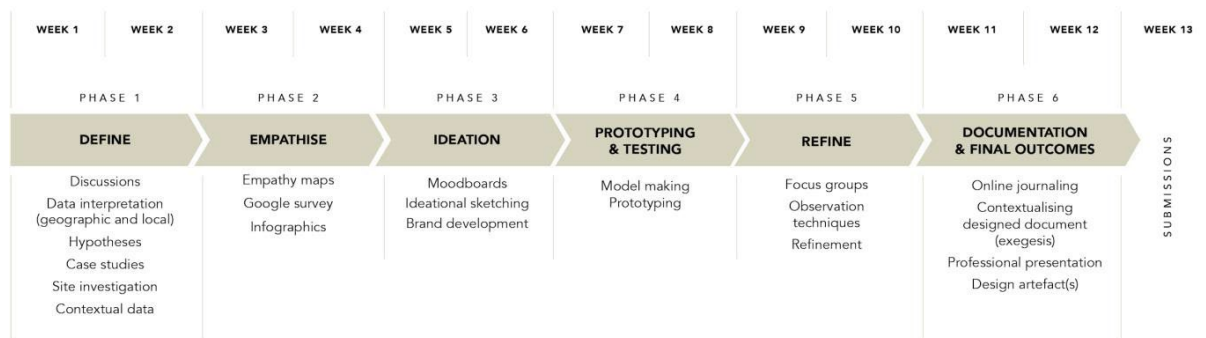 WEEK 1
WEEK 2
WEEK 3
WEEK 4
WEEK 5
WEEK 6
WEEK 7
WEEK 8
WEEK 9
WEEK 10
WEEK 11
WEEK 12
WEEK 13
PHASE 1
PHASE 2
PHASE 3
PHASE 4
PHASE 5
PHASE 6
DEFINE
EMPATHISE
IDEATION
PROTOTYPING
& TESTING
REFINE
DOCUMENTATION
& FINAL OUTCOMES
Discussions
Data interpretation
(geographic and local)
Hypotheses
Case studies
Site investigation
Contextual data
Empathy maps
Google survey
Infographics
Moodboards
Ideational sketching
Brand development
Model making
Prototyping
Focus groups
Observation
techniques
Refinement
Online journaling
Contextualising
designed document
(exegesis)
Professional presentation
Design artefact(s)
SUBMISSIONS